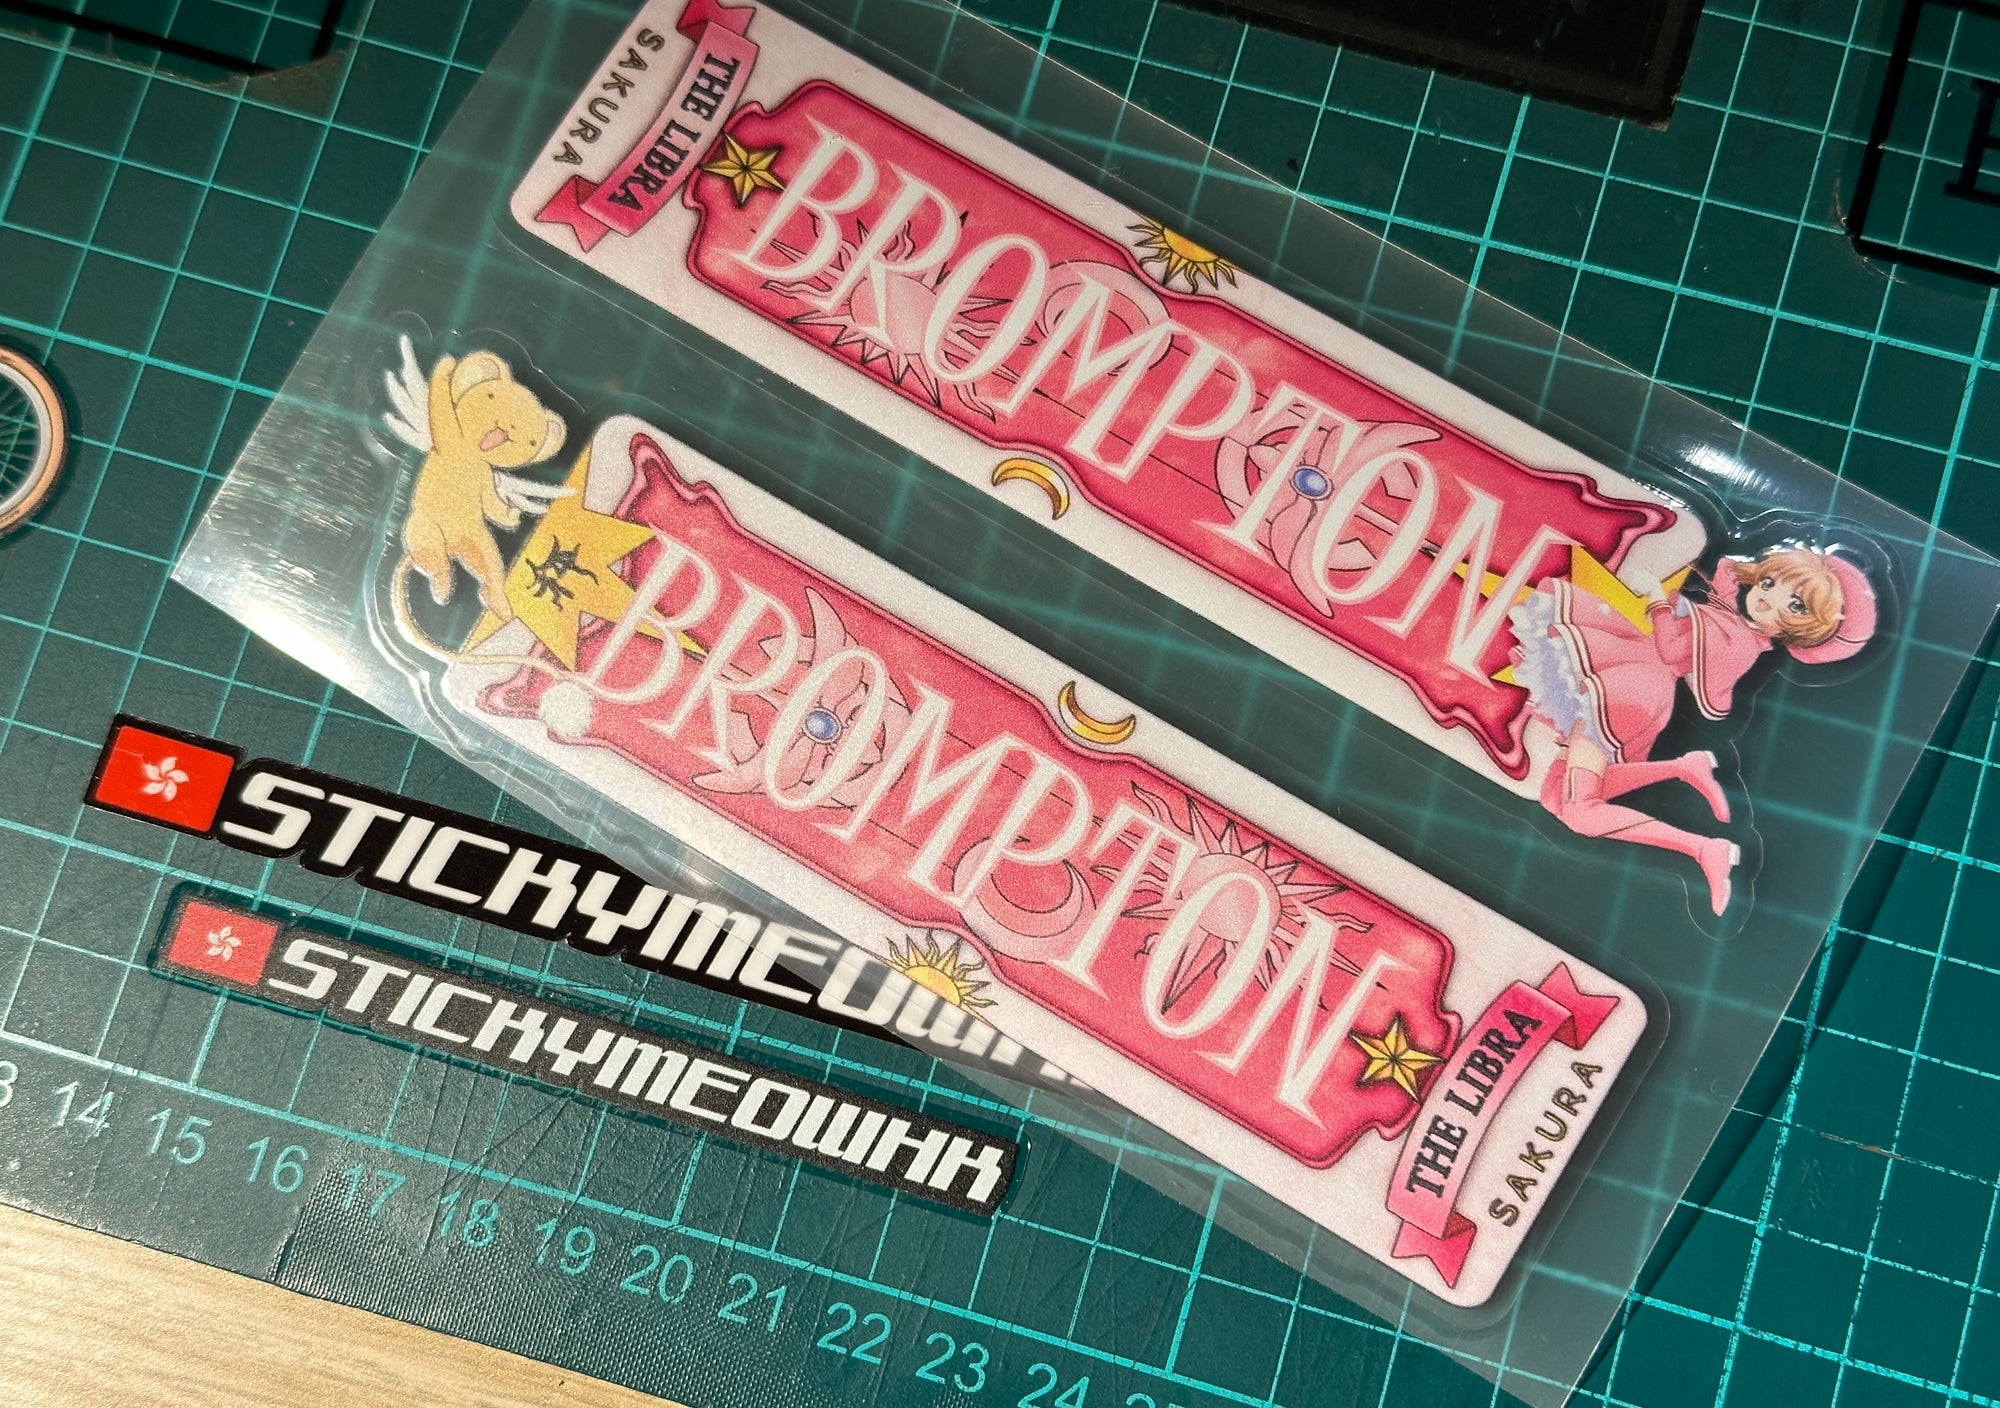 SAKURA
THE LIBRA
BROMPTON
BROMPTON
THE LIBRA
SAKURA
STICKYMEOWH
STICKYMEOWHK
14 15 16 17 18 19 20 21 22 23 24